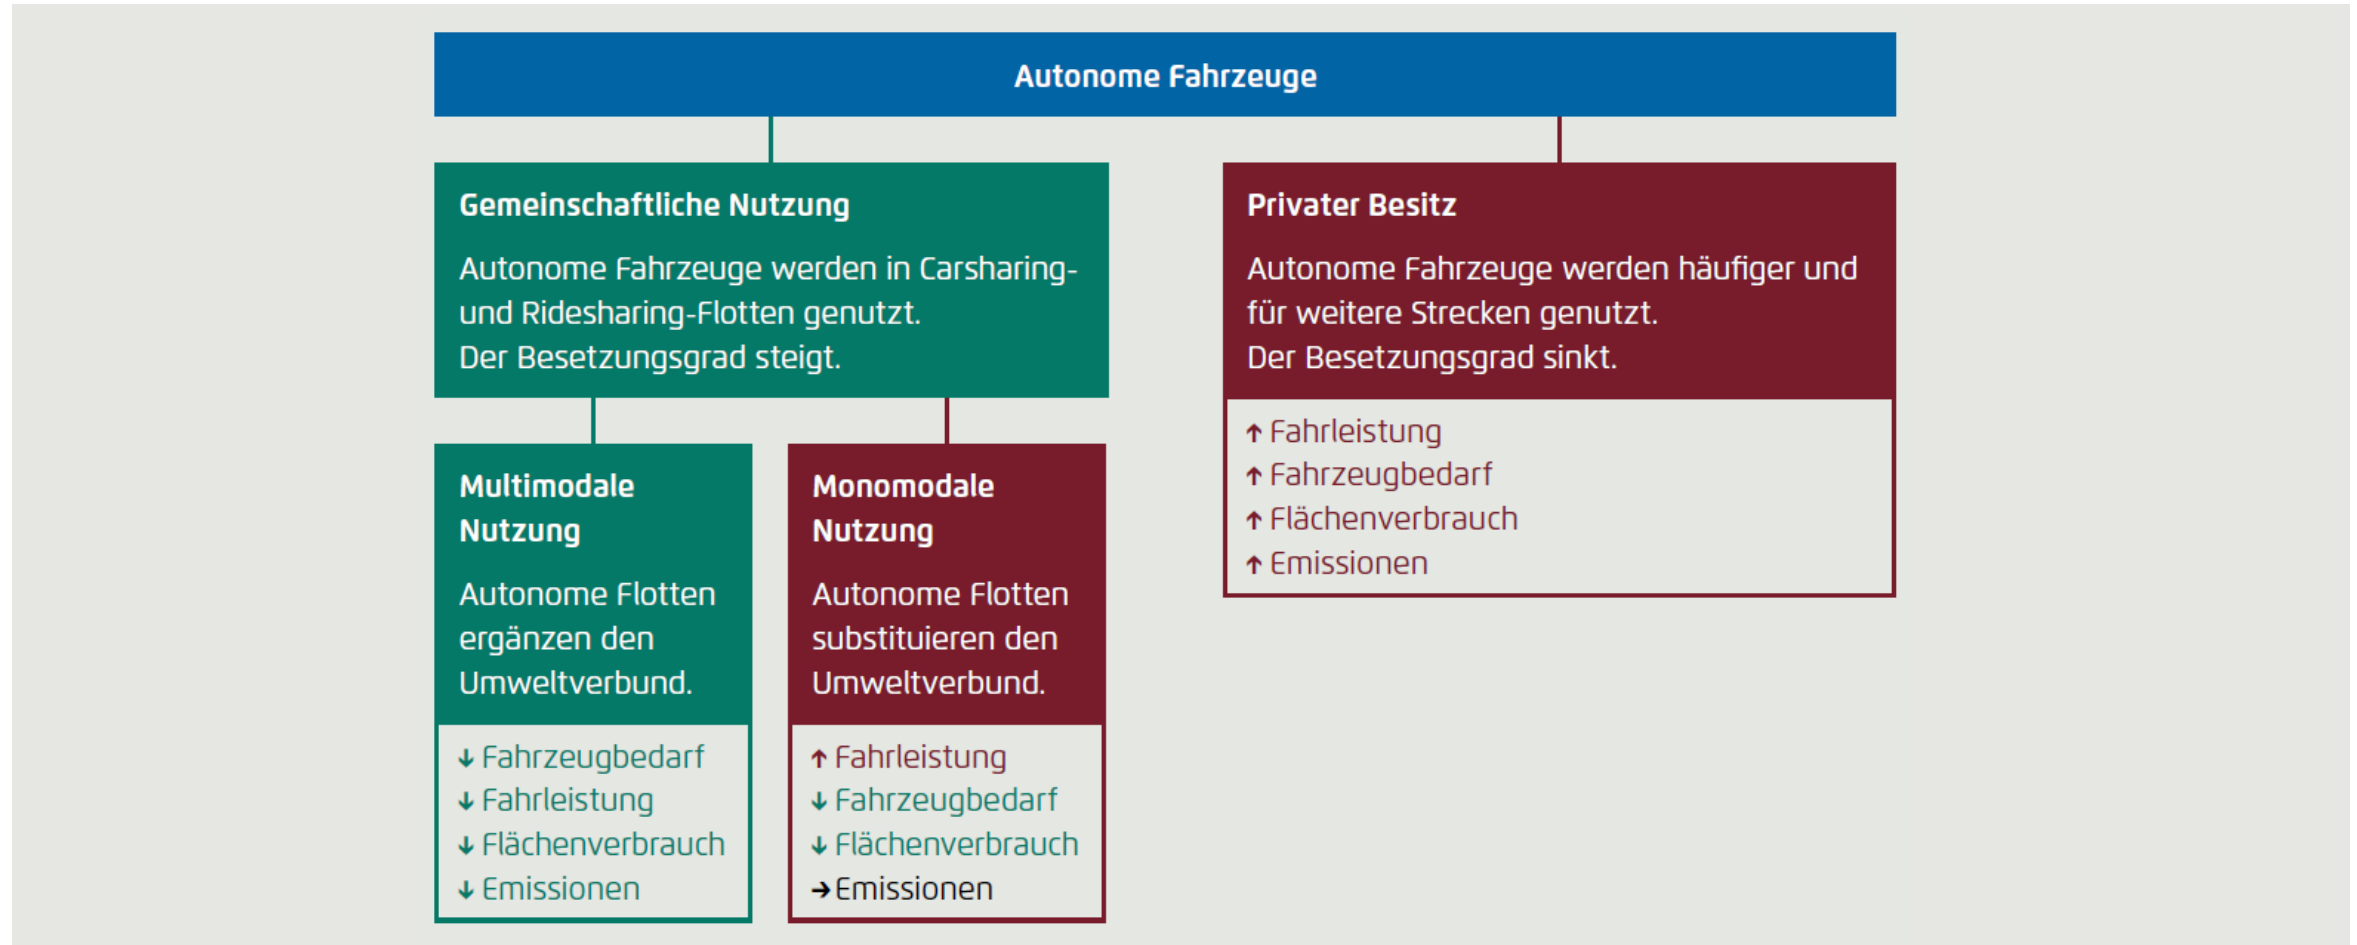 Autonome Fahrzeuge
Gemeinschaftliche Nutzung
Autonome Fahrzeuge werden in Carsharing-
und Ridesharing-Flotten genutzt.
Der Besetzungsgrad steigt.
Multimodale
Nutzung
Autonome Flotten
ergänzen den
Umweltverbund.
↓ Fahrzeugbedarf
↓ Fahrleistung
↓ Flächenverbrauch
↓ Emissionen
Monomodale
Nutzung
Autonome Flotten
substituieren den
Umweltverbund.
↑ Fahrleistung
↓ Fahrzeugbedarf
↓ Flächenverbrauch
→ Emissionen
Privater Besitz
Autonome Fahrzeuge werden häufiger und
für weitere Strecken genutzt.
Der Besetzungsgrad sinkt.
↑ Fahrleistung
↑ Fahrzeugbedarf
↑ Flächenverbrauch
↑ Emissionen